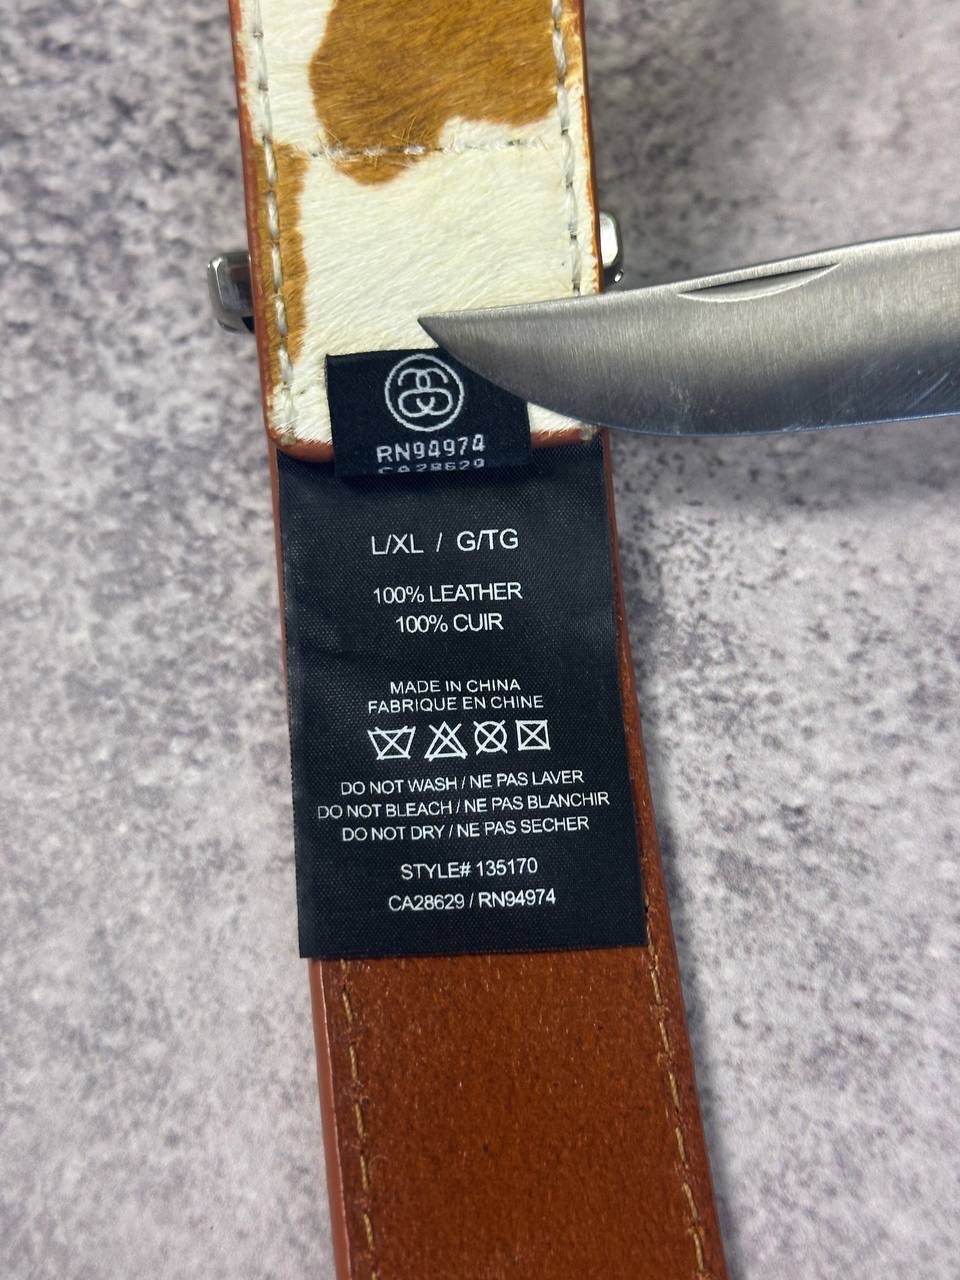 RN94974
CA28629
L/XL / G/TG
100% LEATHER
100% CUIR
MADE IN CHINA
FABRIQUE EN CHINE
DO NOT WASH / NE PAS LAVER
DO NOT BLEACH / NE PAS BLANCHIR
DO NOT DRY / NE PAS SECHER
STYLE# 135170
CA28629 / RN94974